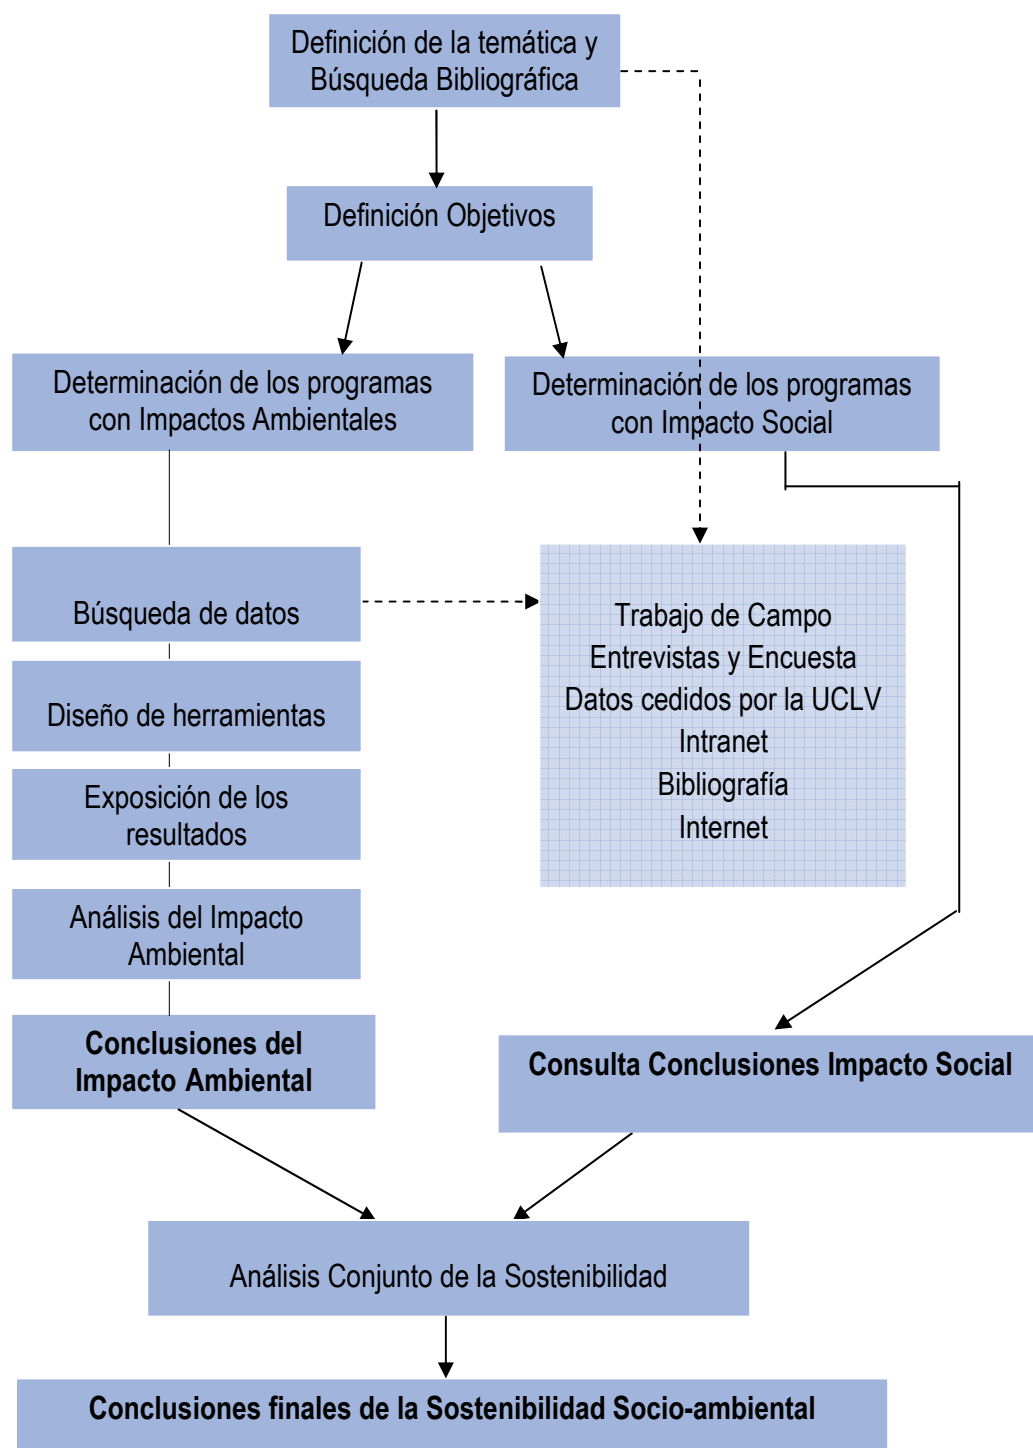 Definición de la temática y
Búsqueda Bibliográfica
Definición Objetivos
Determinación de los programas
con Impactos Ambientales
Determinación de los programas
con Impacto Social
Búsqueda de datos
Trabajo de Campo
Entrevistas y Encuesta
Datos cedidos por la UCLV
Intranet
Bibliografía
Internet
Diseño de herramientas
Exposición de los
resultados
Análisis del Impacto
Ambiental
Conclusiones del
Impacto Ambiental
Consulta Conclusiones Impacto Social
Análisis Conjunto de la Sostenibilidad
Conclusiones finales de la Sostenibilidad Socio-ambiental